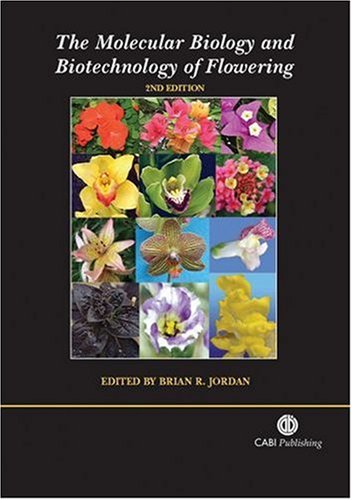 The Molecular Biology and
Biotechnology of Flowering
2ND EDITION
EDITED BY BRIAN R. JORDAN
CABI Publishing